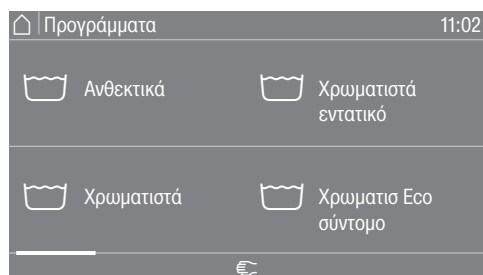 Προγράμματα 11:02
Ανθεκτικά
Χρωματιστά
εντατικό
Χρωματιστά
Χρωματισ Eco
σύντομο